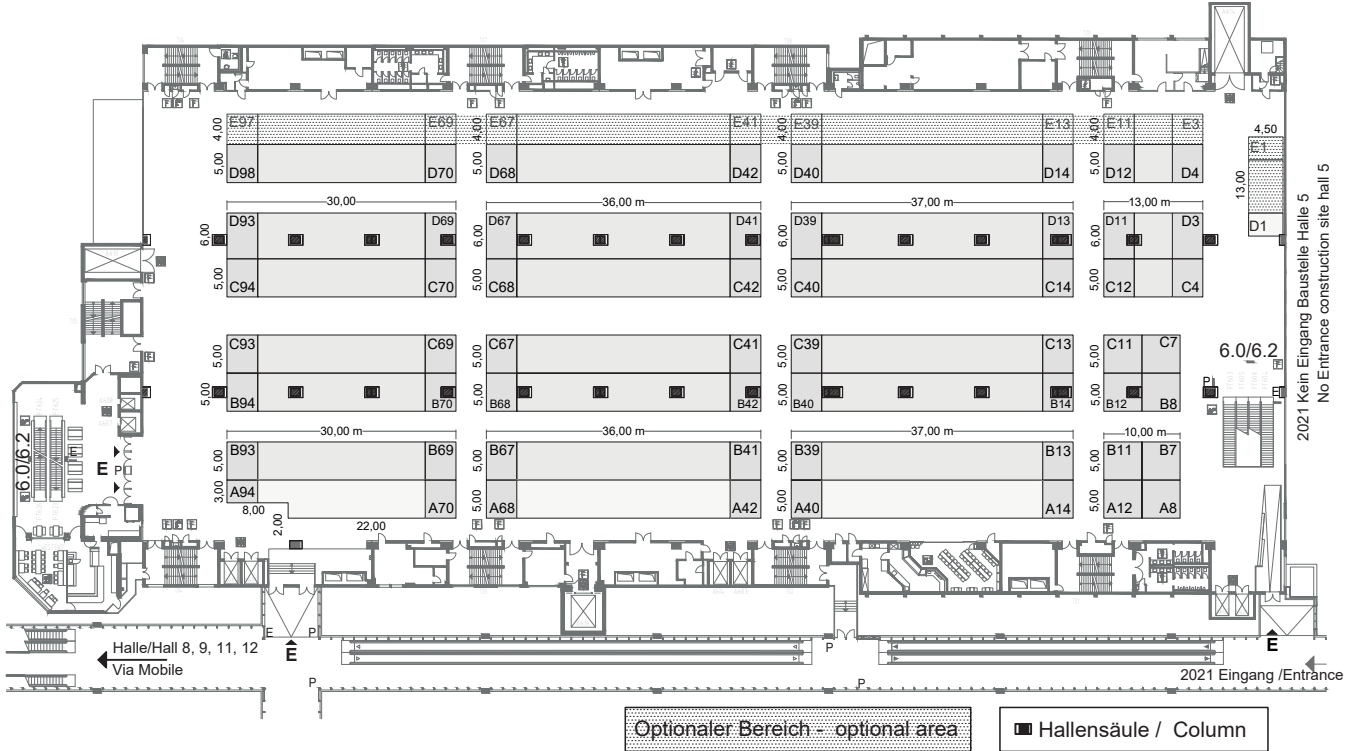 E97 E69 E67 E41 E39 E13 E11 E3
4,00 4,00 4,00 4,00 4,50
E1
5,00 5,00 5,00 5,00
D98 D70 D68 D42 D40 D14 D12 D4
13,00
30,00 36,00 m 37,00 m 13,00 m
D93 D69 D67 D41 D39 D13 D11 D3 D1
6,00 6,00 6,00 6,00
5,00 5,00 5,00 5,00
C94 C70 C68 C42 C40 C14 C12 C4
C93 C69 C67 C41 C39 C13 C11 C7
5,00 5,00 5,00 5,00
6.0/6.2
5,00 5,00 5,00 5,00
B94 B70 B68 B42 B40 B14 B12 B8
P
30,00 m 36,00 m 37,00 m 10,00 m
B93 B69 B67 B41 B39 B13 B11 B7
5,00 5,00 5,00 5,00
6.0/6.2
E
E P
3,00 5,00 5,00 5,00
A94 A70 A68 A42 A40 A14 A12 A8
8,00
2,00
22,00
2021 Kein Eingang Baustelle Halle 5
No Entrance construction site hall 5
E P
E
P
E
Halle/Hall 8, 9, 11, 12
Via Mobile
2021 Eingang /Entrance
P
P
Optionaler Bereich - optional area
Hallensäule / Column